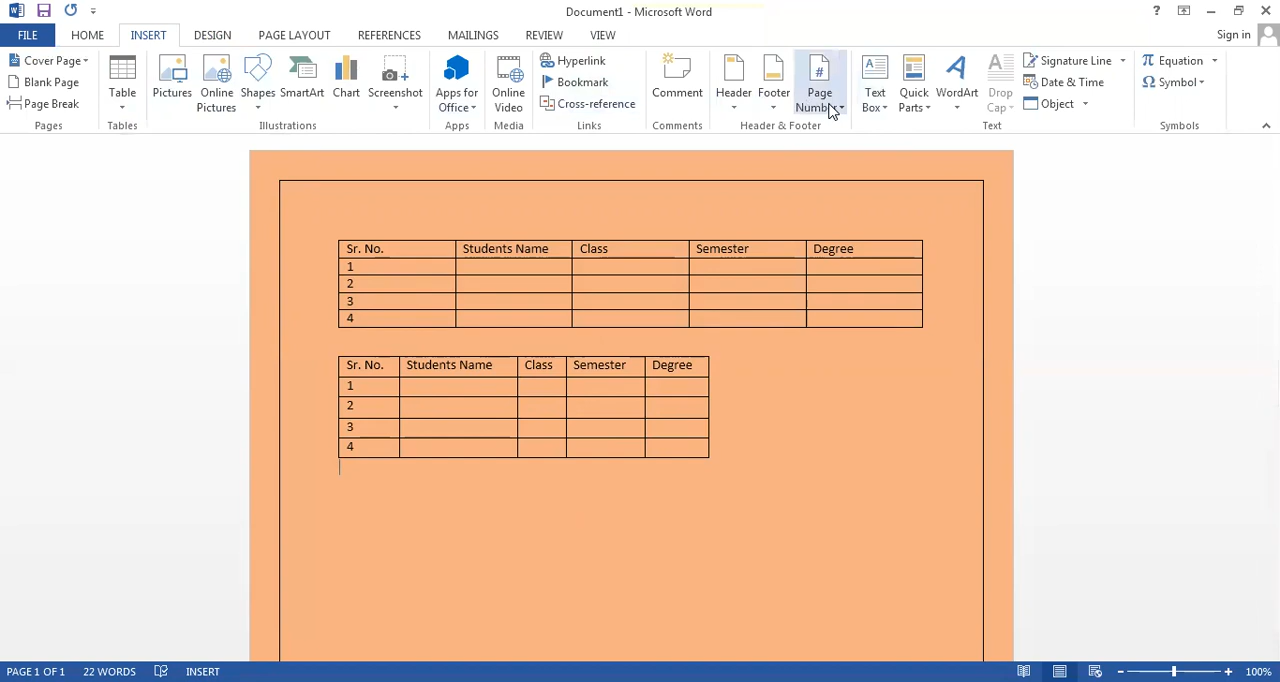 Document1 - Microsoft Word
?
FILE HOME INSERT DESIGN PAGE LAYOUT REFERENCES MAILINGS REVIEW VIEW Sign in
Cover Page
Blank Page
Page Break
Pages
Table
Tables
Pictures
Online
Pictures
Shapes
SmartArt
Chart
Screenshot
Illustrations
Apps for
Office
Apps
Online
Video
Media
Hyperlink
Bookmark
Cross-reference
Links
Comment
Comments
Header
Footer
Page
Number
Header & Footer
Text
Box
Quick
Parts
WordArt
Drop
Cap
Signature Line
Date & Time
Object
Text
Equation
Symbol
Symbols
Sr. No. Students Name Class Semester Degree
1
2
3
4
Sr. No. Students Name Class Semester Degree
1
2
3
4
PAGE 1 OF 1 22 WORDS INSERT 100%